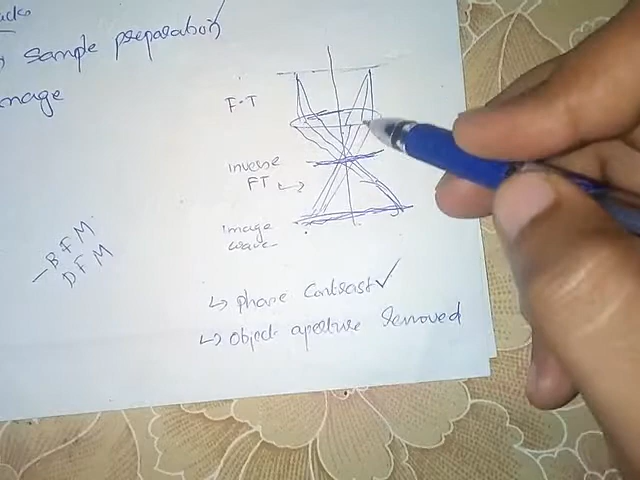 sample preparation
image
F.T
inverse
FT
image
wave
- BFM
DFM
↳ phase Contrast ✓
↳ object aperture removed